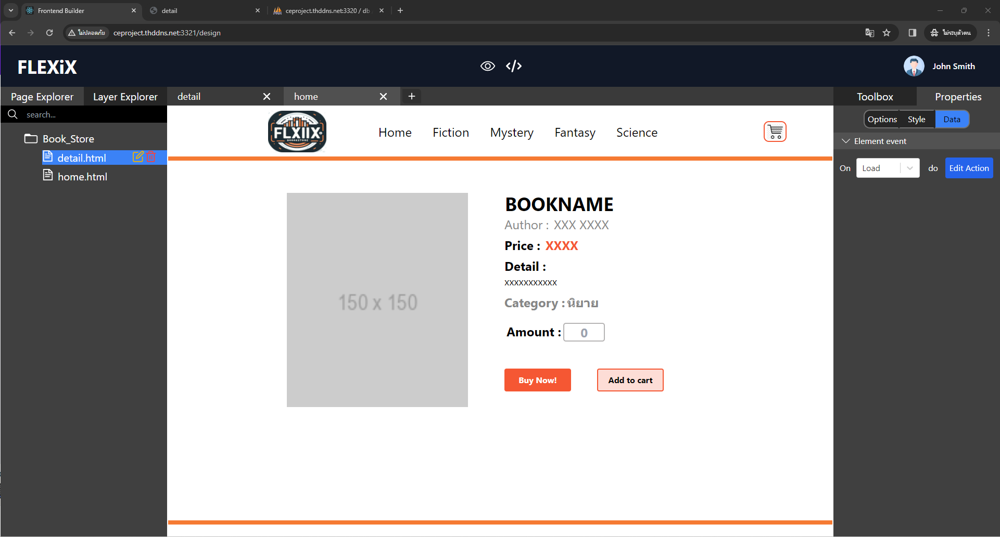 Frontend Builder
detail
ceproject.thddns.net:3320 / db
ไม่ปลอดภัย
ceproject.thddns.net:3321/design
ไม่ระบุตัวตน
FLEXiX
John Smith
Page Explorer
Layer Explorer
detail
home
Toolbox
Properties
search...
Options
Style
Data
Book_Store
detail.html
home.html
FLXIIX
Home
Fiction
Mystery
Fantasy
Science
Element event
On
Load
do
Edit Action
150 x 150
BOOKNAME
Author : XXX XXXX
Price : XXXX
Detail :
xxxxxxxxxxx
Category : นิยาย
Amount : 0
Buy Now!
Add to cart